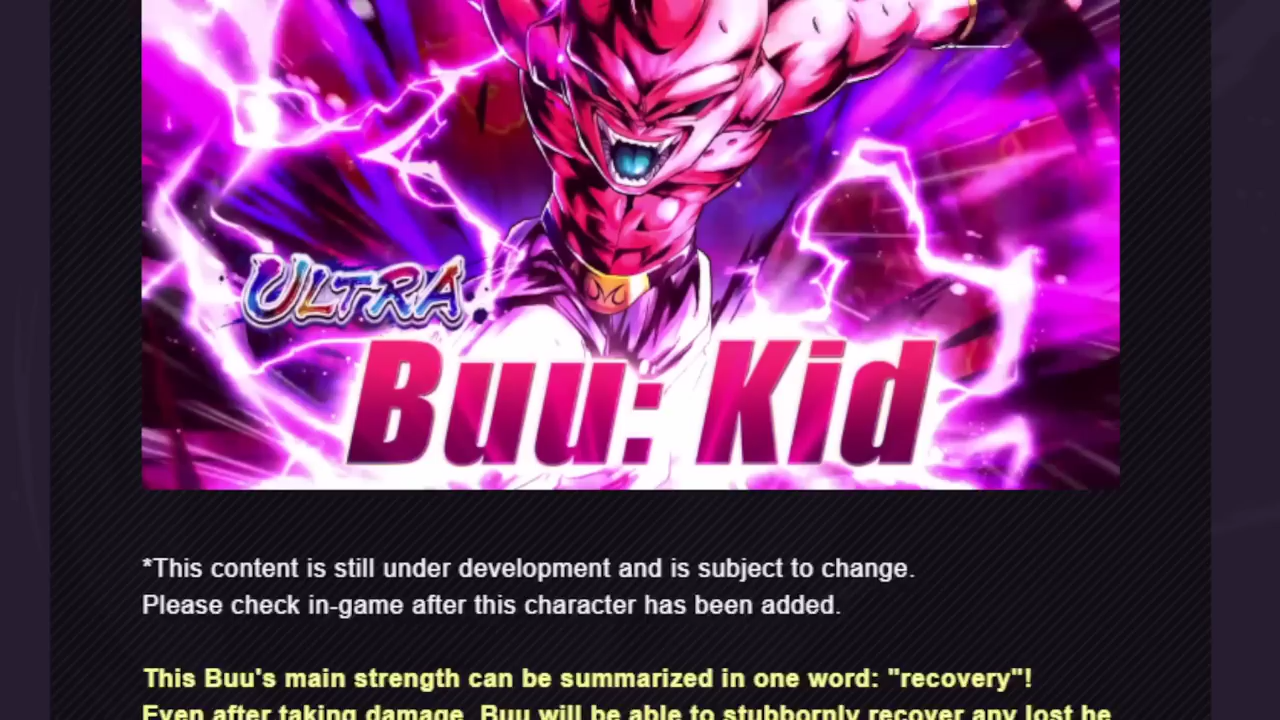 ULTRA
Buu: Kid
*This content is still under development and is subject to change.
Please check in-game after this character has been added.
This Buu's main strength can be summarized in one word: "recovery"!
Even after taking damage, Buu will be able to stubbornly recover any lost he